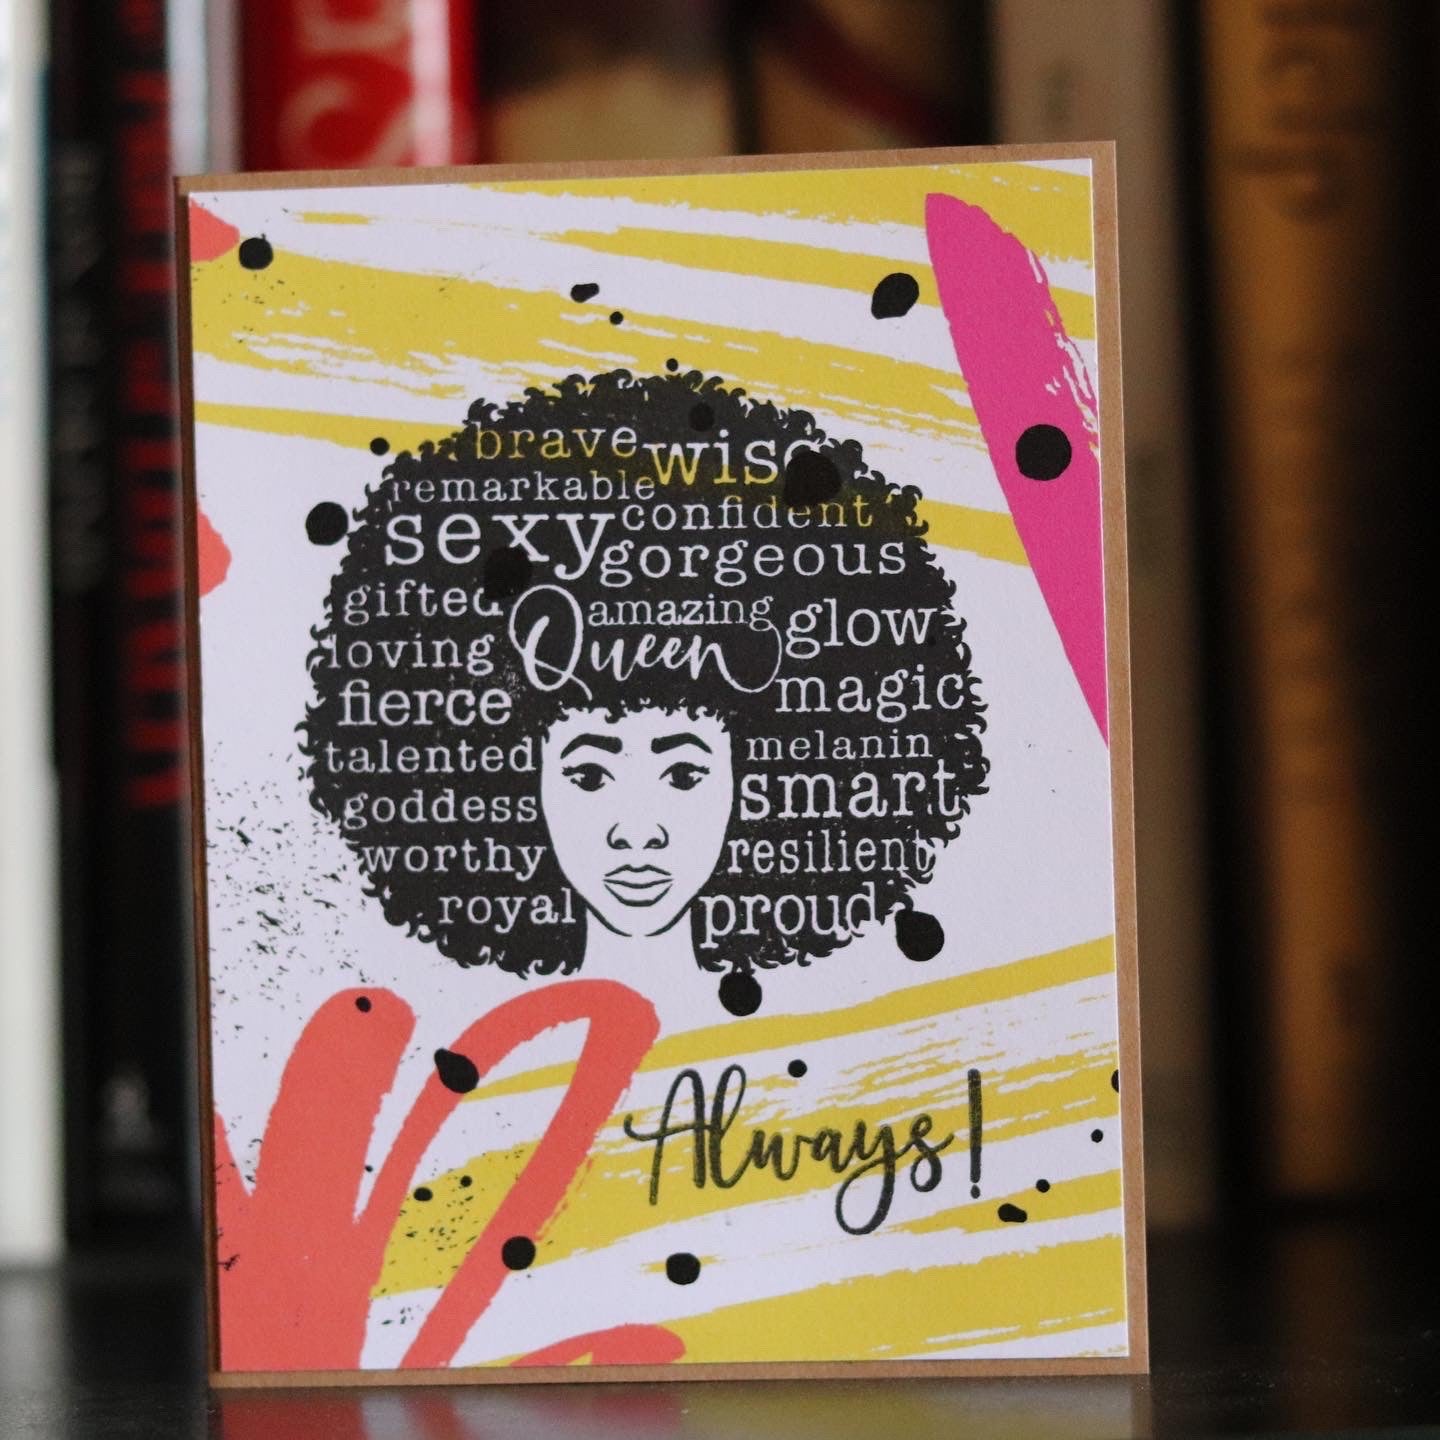 brave wise
remarkable
sexy confident
gorgeous
gifted amazing glow
loving Queen
fierce magic
talented melanin
goddess smart
worthy resilient
royal proud
Always!